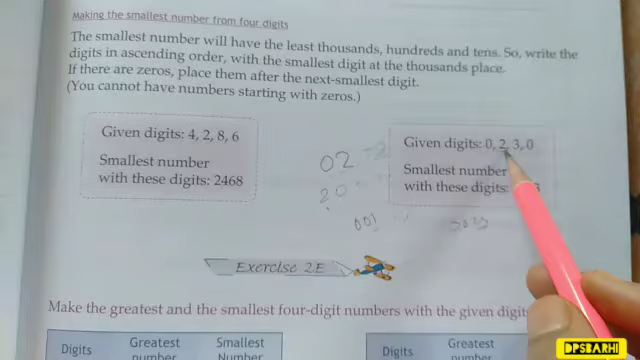 Making the smallest number from four digits
The smallest number will have the least thousands, hundreds and tens. So, write the
digits in ascending order, with the smallest digit at the thousands place.
If there are zeros, place them after the next-smallest digit.
(You cannot have numbers starting with zeros.)
Given digits: 4, 2, 8, 6
Smallest number
with these digits: 2468
Given digits: 0, 2, 3, 0
Smallest number
with these digits:
02
20
001
Exercise 2E
Make the greatest and the smallest four-digit numbers with the given
Digits Greatest number Smallest Number
Digits Greatest number
DPSBARHI